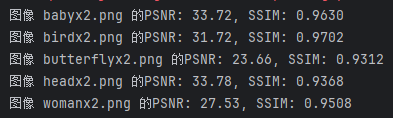 图像 babyx2.png 的PSNR: 33.72, SSIM: 0.9630
图像 birdx2.png 的PSNR: 31.72, SSIM: 0.9702
图像 butterflyx2.png 的PSNR: 23.66, SSIM: 0.9312
图像 headx2.png 的PSNR: 33.78, SSIM: 0.9368
图像 womanx2.png 的PSNR: 27.53, SSIM: 0.9508